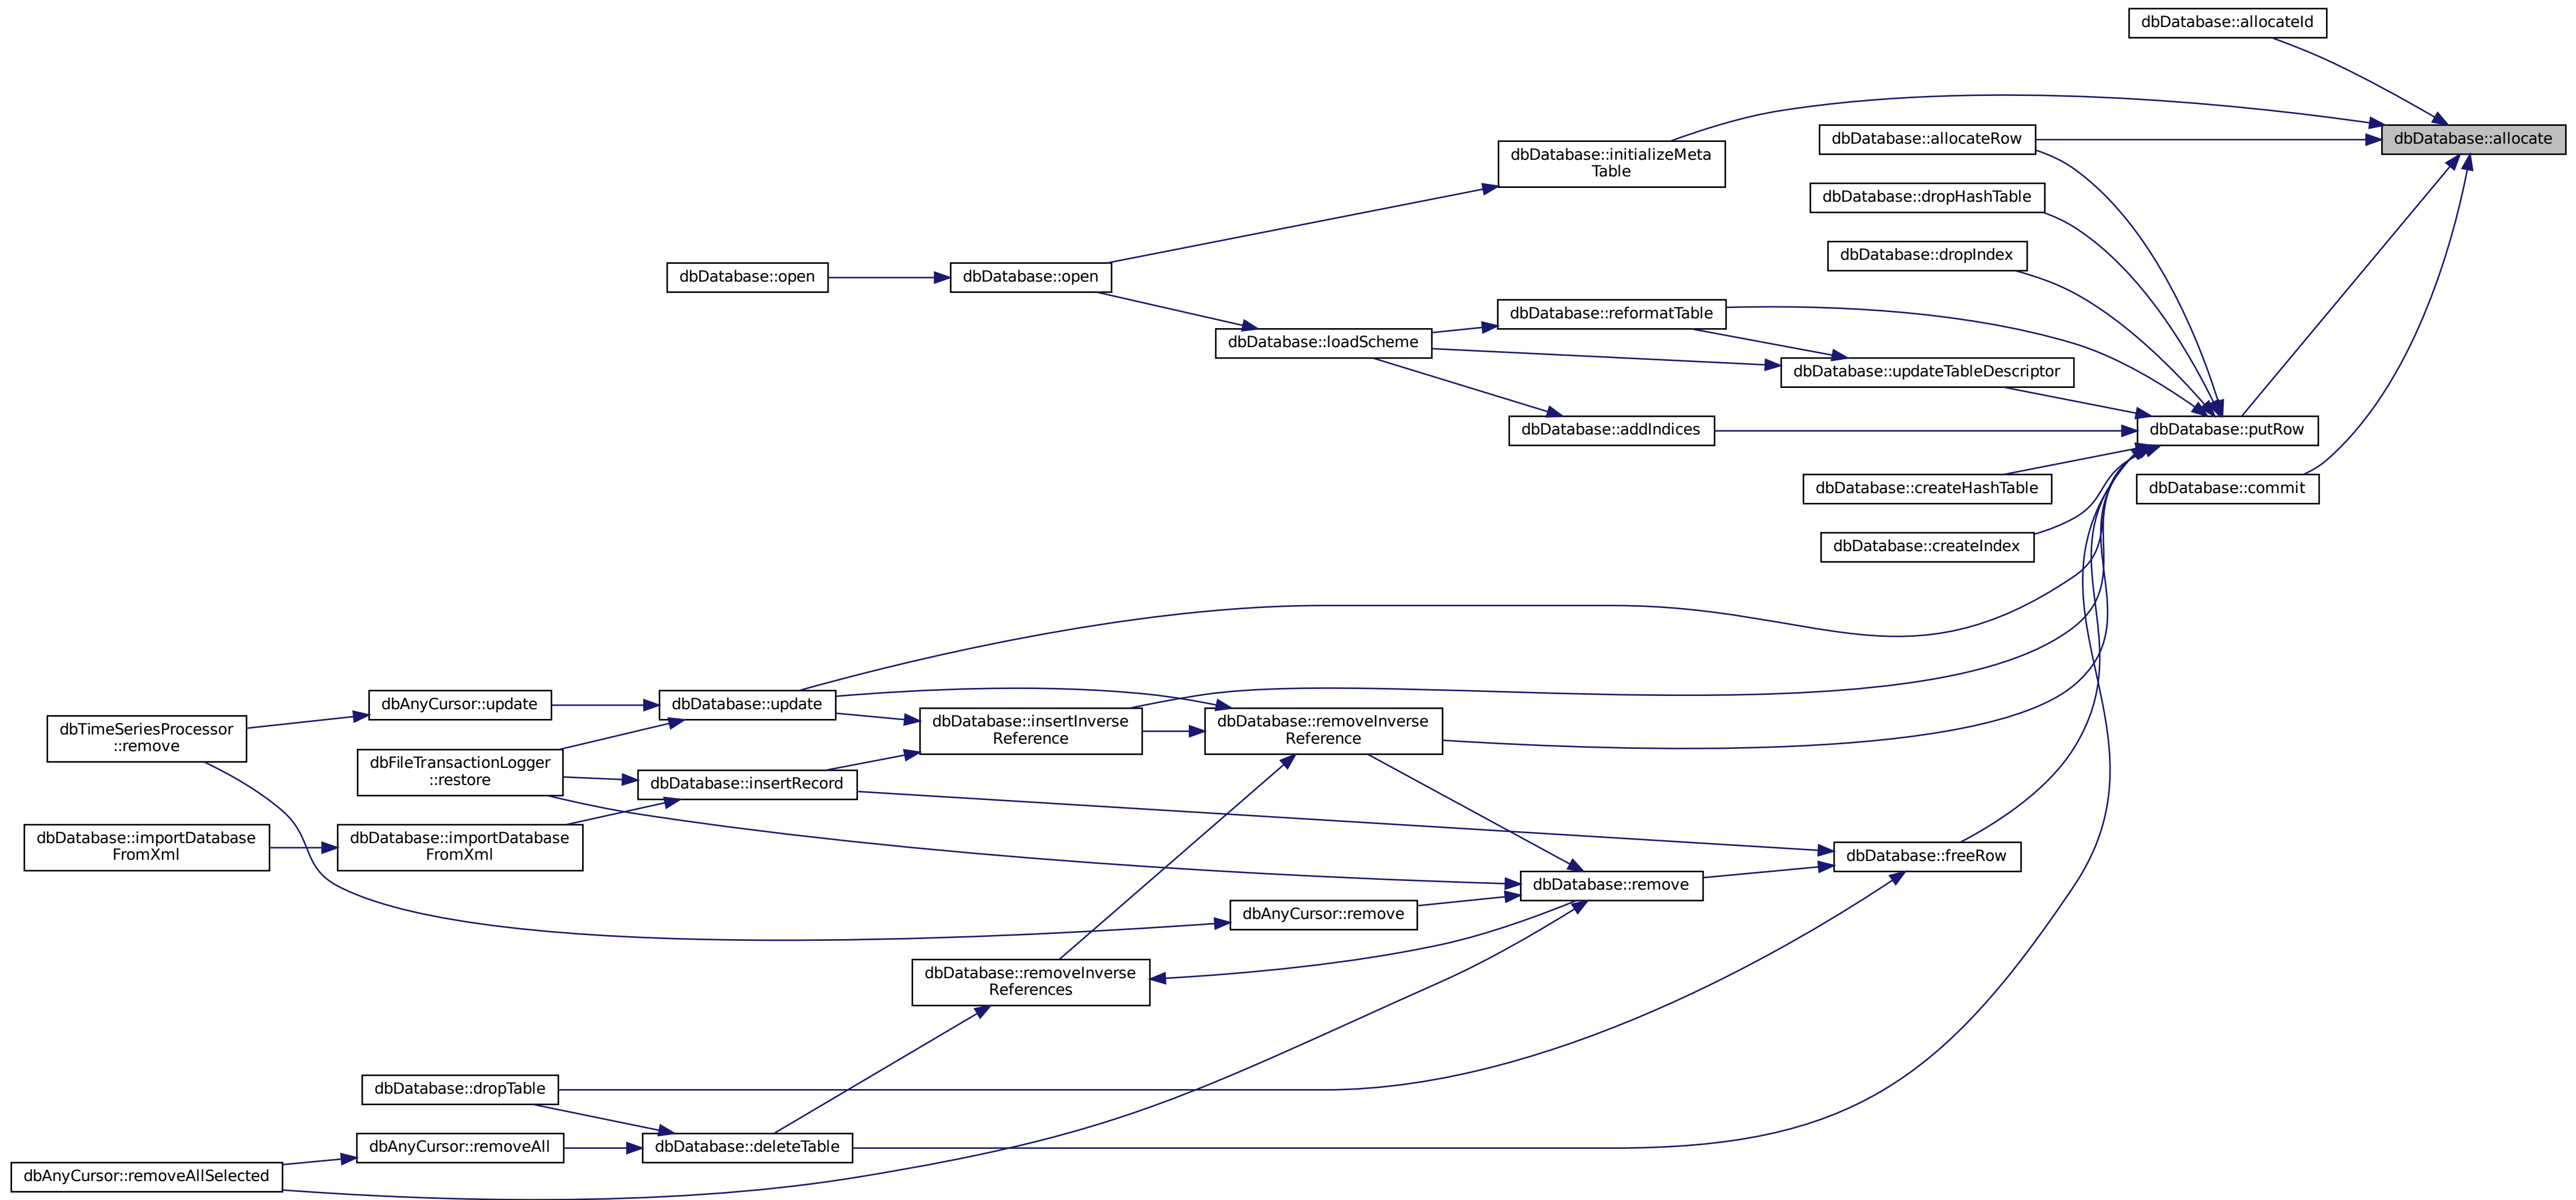 dbDatabase::allocateId
dbDatabase::allocateRow
dbDatabase::allocate
dbDatabase::initializeMeta
Table
dbDatabase::dropHashTable
dbDatabase::dropIndex
dbDatabase::open
dbDatabase::open
dbDatabase::reformatTable
dbDatabase::loadScheme
dbDatabase::updateTableDescriptor
dbDatabase::addIndices
dbDatabase::putRow
dbDatabase::createHashTable
dbDatabase::commit
dbDatabase::createIndex
dbAnyCursor::update
dbDatabase::update
dbTimeSeriesProcessor
::remove
dbDatabase::insertInverse
Reference
dbDatabase::removeInverse
Reference
dbFileTransactionLogger
::restore
dbDatabase::insertRecord
dbDatabase::importDatabase
FromXml
dbDatabase::importDatabase
FromXml
dbDatabase::freeRow
dbDatabase::remove
dbAnyCursor::remove
dbDatabase::removeInverse
References
dbDatabase::dropTable
dbAnyCursor::removeAll
dbDatabase::deleteTable
dbAnyCursor::removeAllSelected